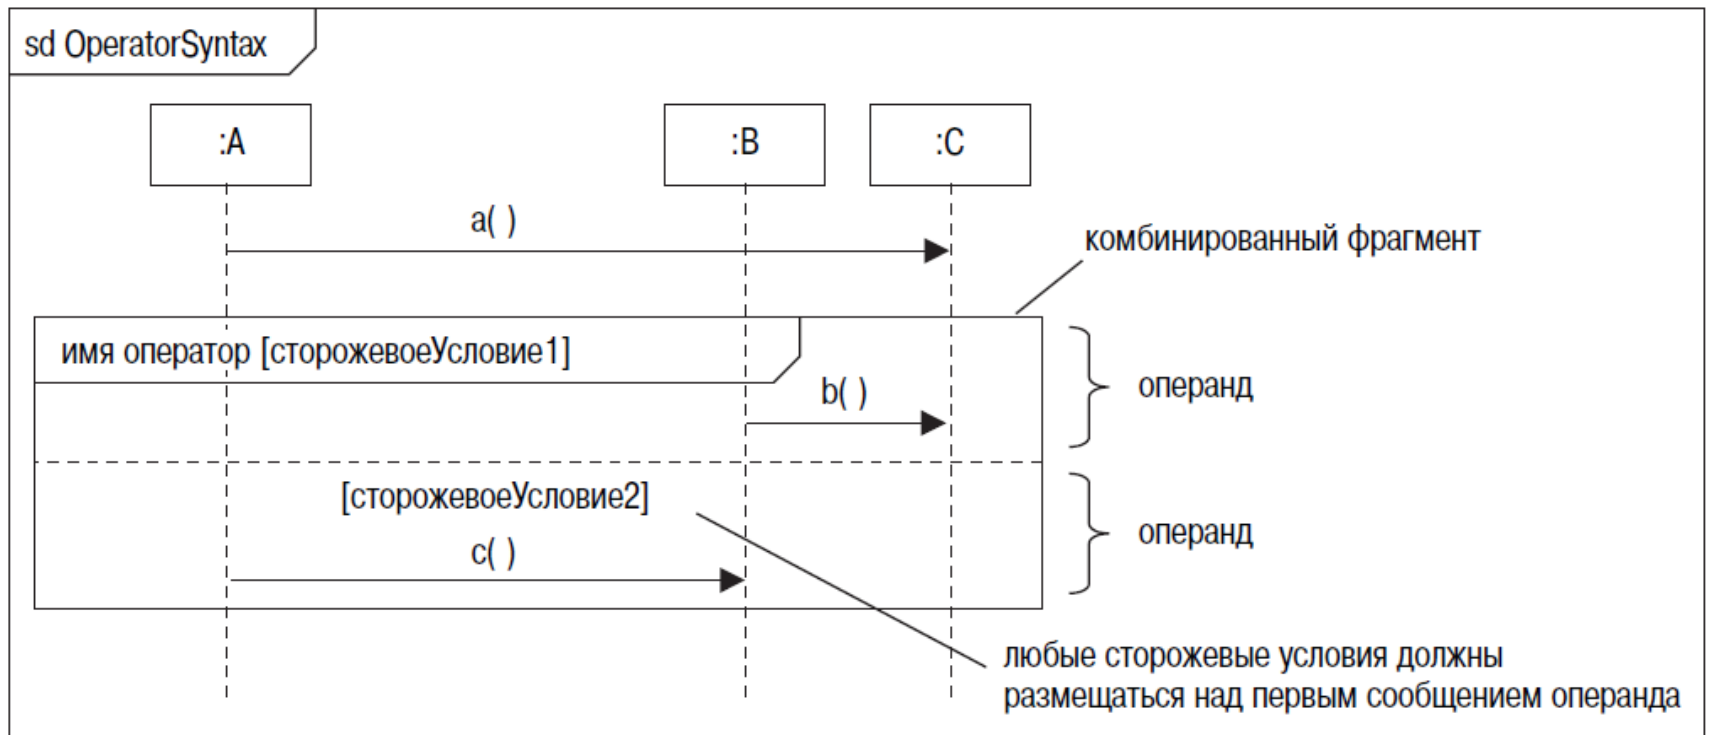 sd OperatorSyntax
:A
:B
:C
a( )
комбинированный фрагмент
имя оператор [сторожевоеУсловие1]
операнд
b( )
[сторожевоеУсловие2]
операнд
c( )
любые сторожевые условия должны
размещаться над первым сообщением операнда